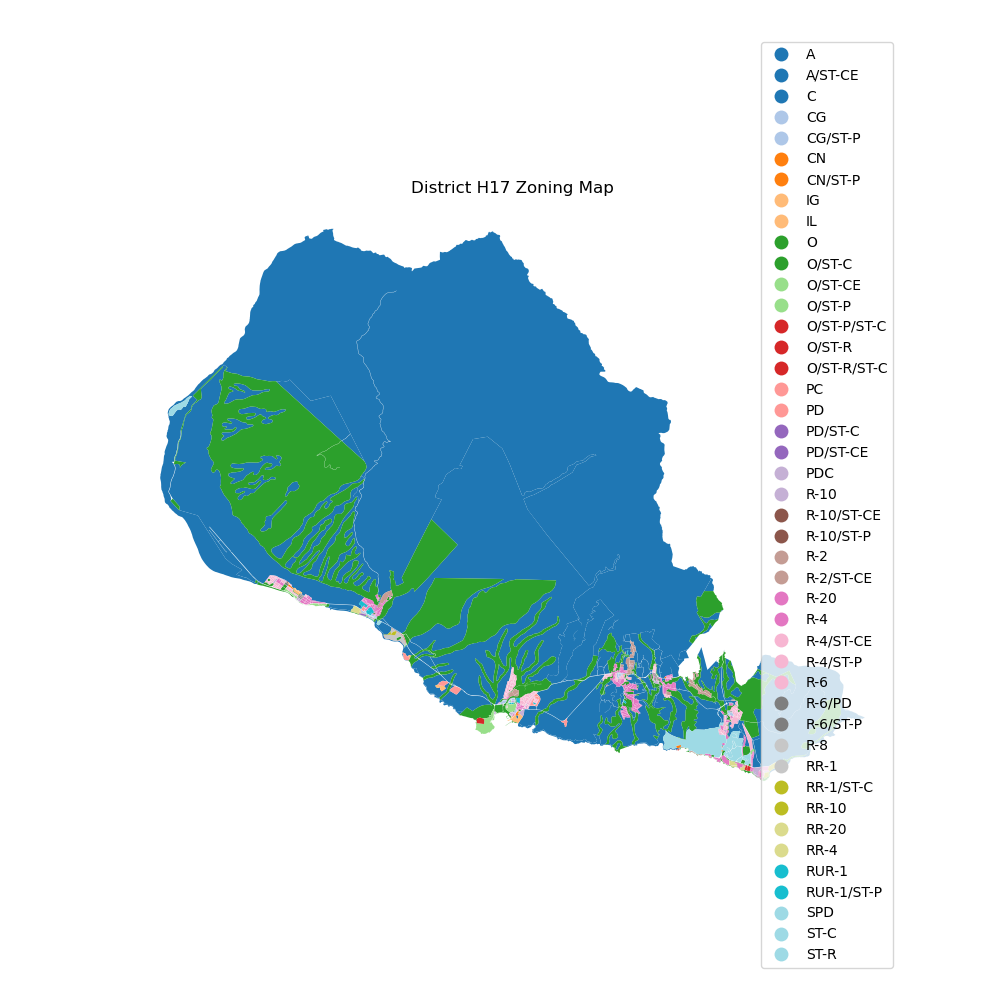 District H17 Zoning Map
A
A/ST-CE
C
CG
CG/ST-P
CN
CN/ST-P
IG
IL
O
O/ST-C
O/ST-CE
O/ST-P
O/ST-P/ST-C
O/ST-R
O/ST-R/ST-C
PC
PD
PD/ST-C
PD/ST-CE
PDC
R-10
R-10/ST-CE
R-10/ST-P
R-2
R-2/ST-CE
R-20
R-4
R-4/ST-CE
R-4/ST-P
R-6
R-6/PD
R-6/ST-P
R-8
RR-1
RR-1/ST-C
RR-10
RR-20
RR-4
RUR-1
RUR-1/ST-P
SPD
ST-C
ST-R